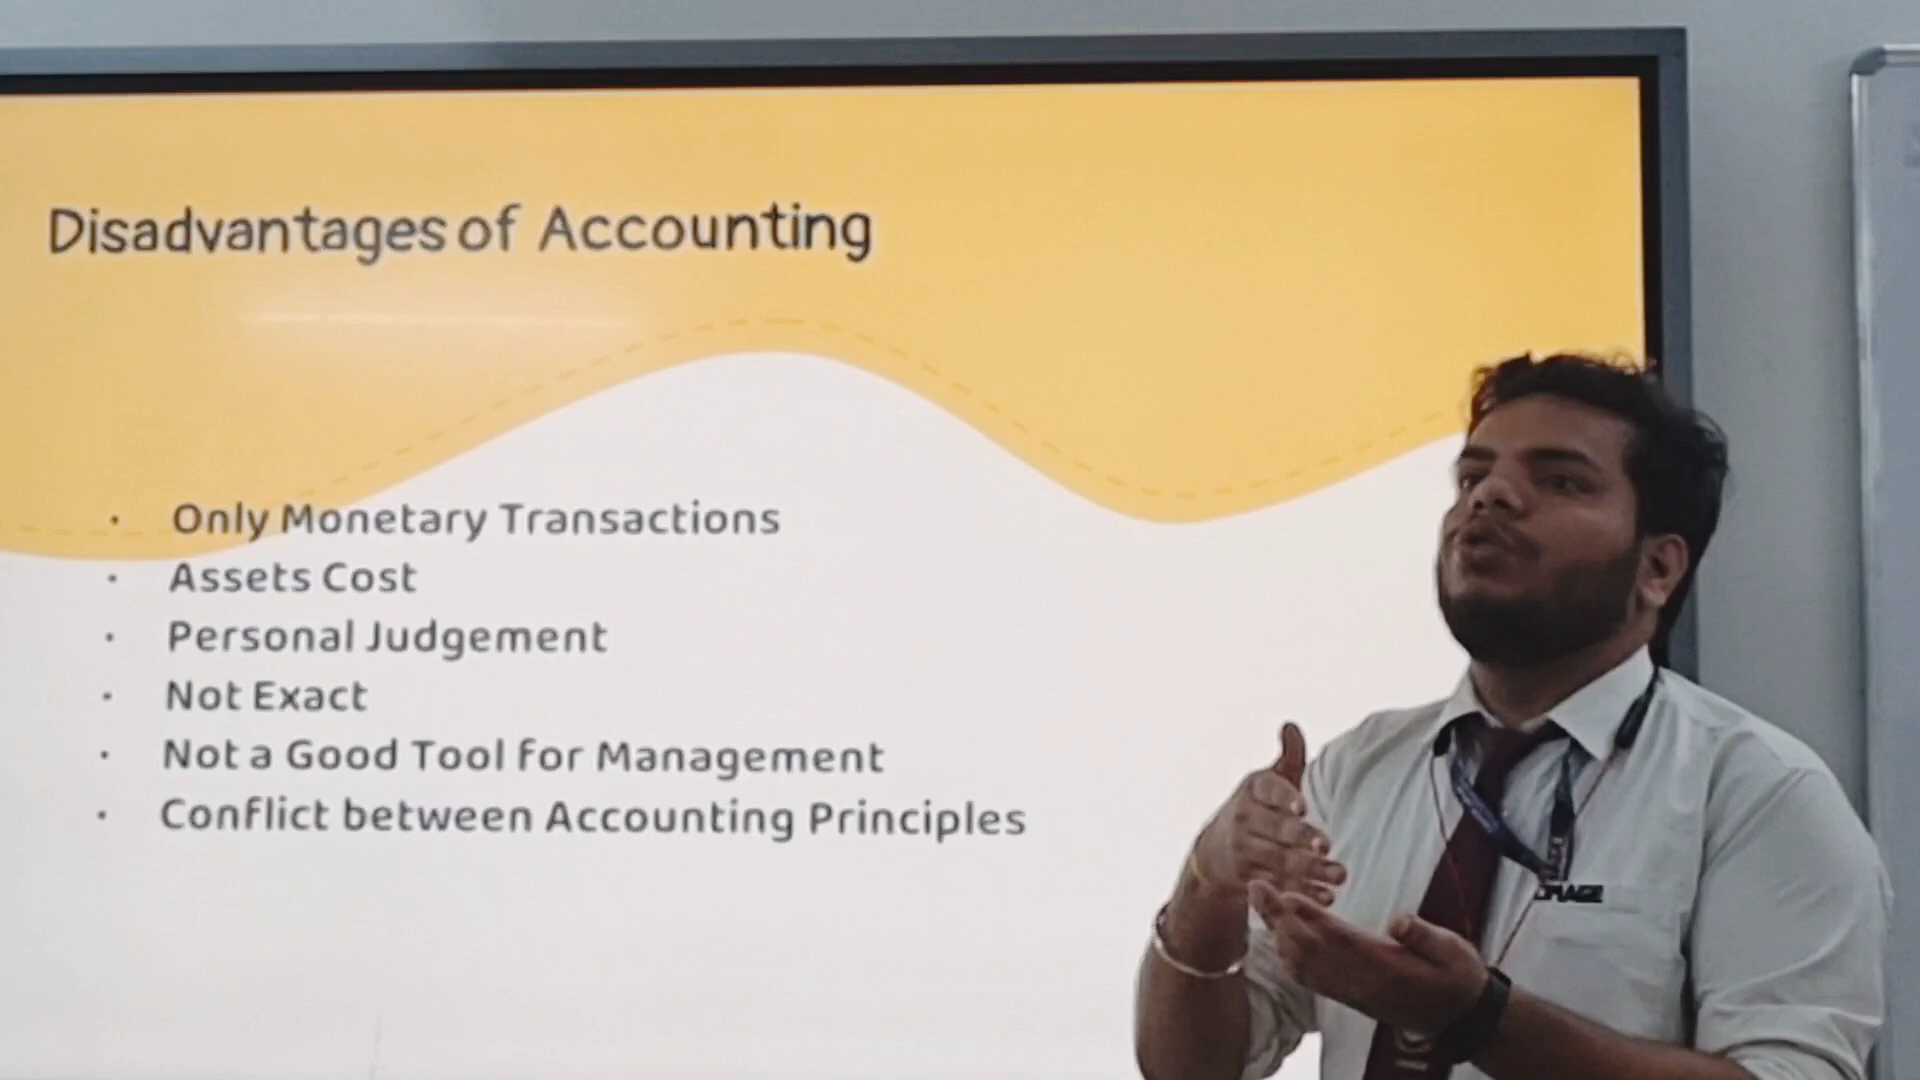 Disadvantages of Accounting
· Only Monetary Transactions
· Assets Cost
· Personal Judgement
· Not Exact
· Not a Good Tool for Management
· Conflict between Accounting Principles